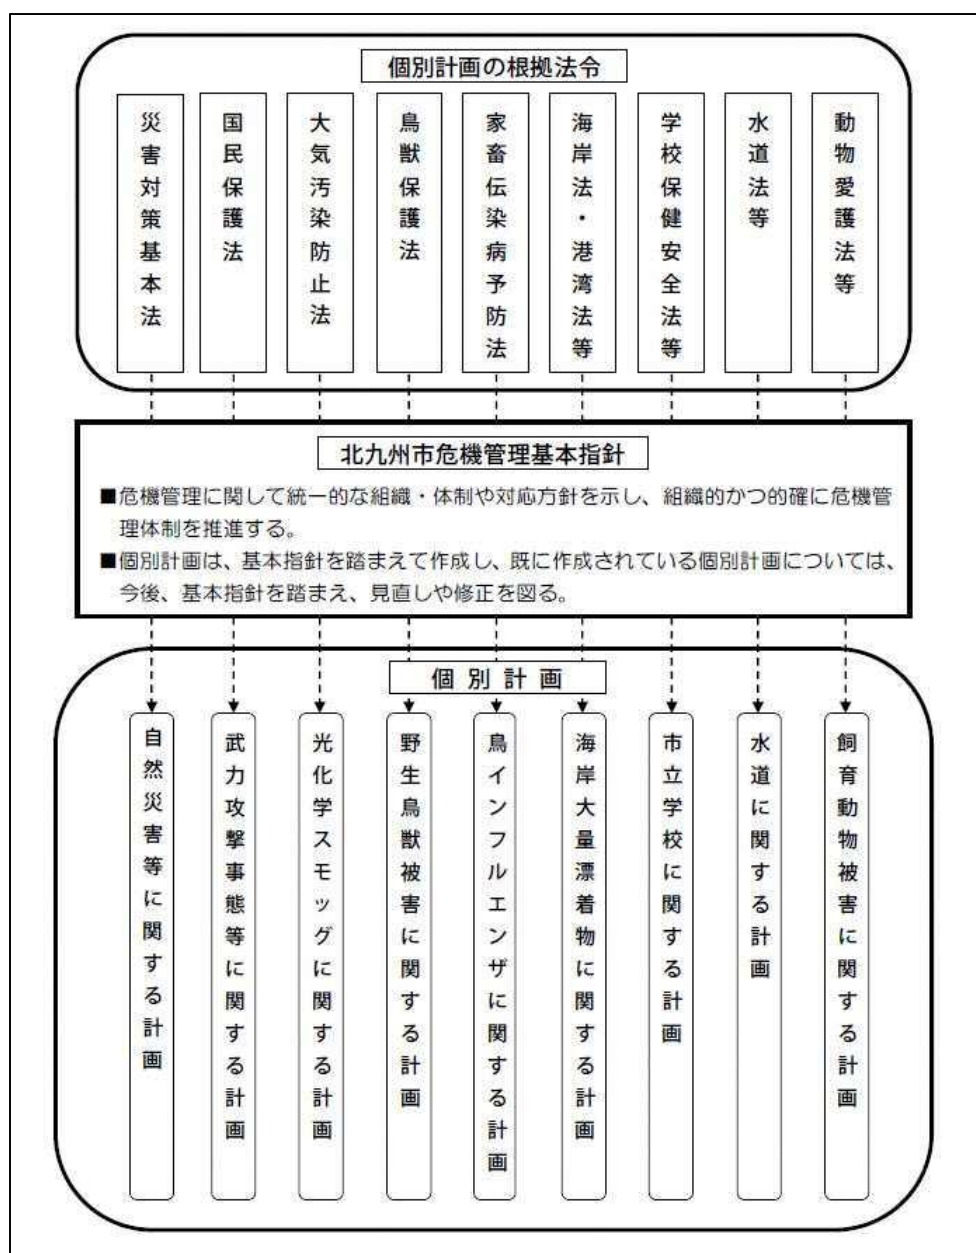 個別計画の根拠法令
災害対策基本法
国民保護法
大気汚染防止法
鳥獣保護法
家畜伝染病予防法
海岸法・港湾法等
学校保健安全法等
水道法等
動物愛護法等
北九州市危機管理基本指針
■危機管理に関して統一的な組織・体制や対応方針を示し、組織的かつ的確に危機管
理体制を推進する。
■個別計画は、基本指針を踏まえて作成し、既に作成されている個別計画については、
今後、基本指針を踏まえ、見直しや修正を図る。
個別計画
自然災害等に関する計画
武力攻撃事態等に関する計画
光化学スモッグに関する計画
野生鳥獣被害に関する計画
鳥インフルエンザに関する計画
海岸大量漂着物に関する計画
市立学校に関する計画
水道に関する計画
飼育動物被害に関する計画